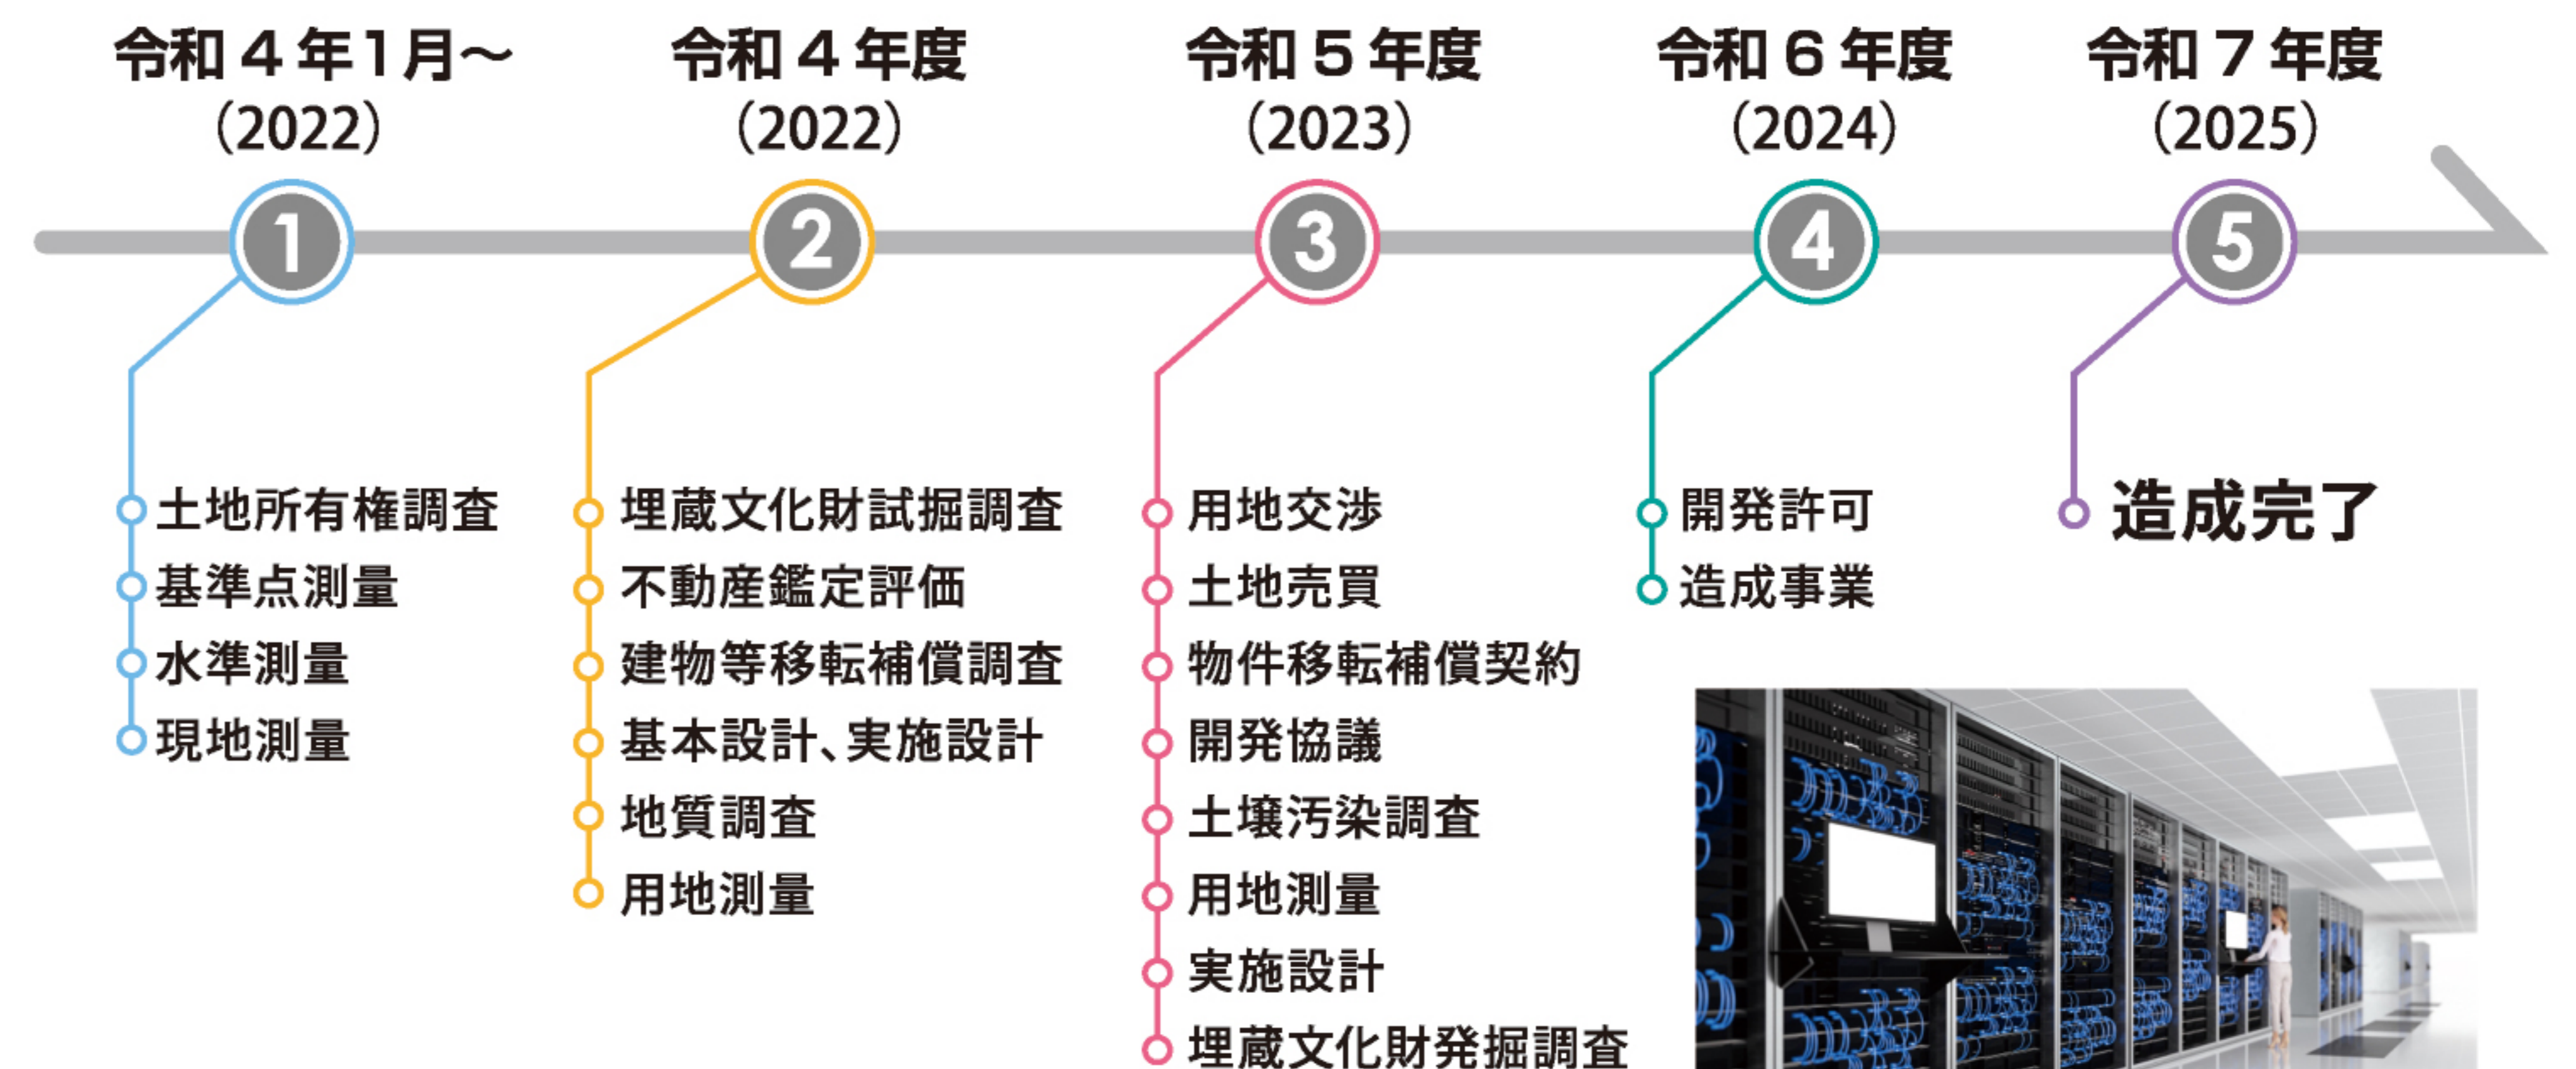 令和4年1月～
（2022）
令和4年度
（2022）
令和5年度
（2023）
令和6年度
（2024）
令和7年度
（2025）
1
2
3
4
5
土地所有権調査
基準点測量
水準測量
現地測量
埋蔵文化財試掘調査
不動産鑑定評価
建物等移転補償調査
基本設計、実施設計
地質調査
用地測量
用地交渉
土地売買
物件移転補償契約
開発協議
土壌汚染調査
用地測量
実施設計
埋蔵文化財発掘調査
開発許可
造成事業
造成完了